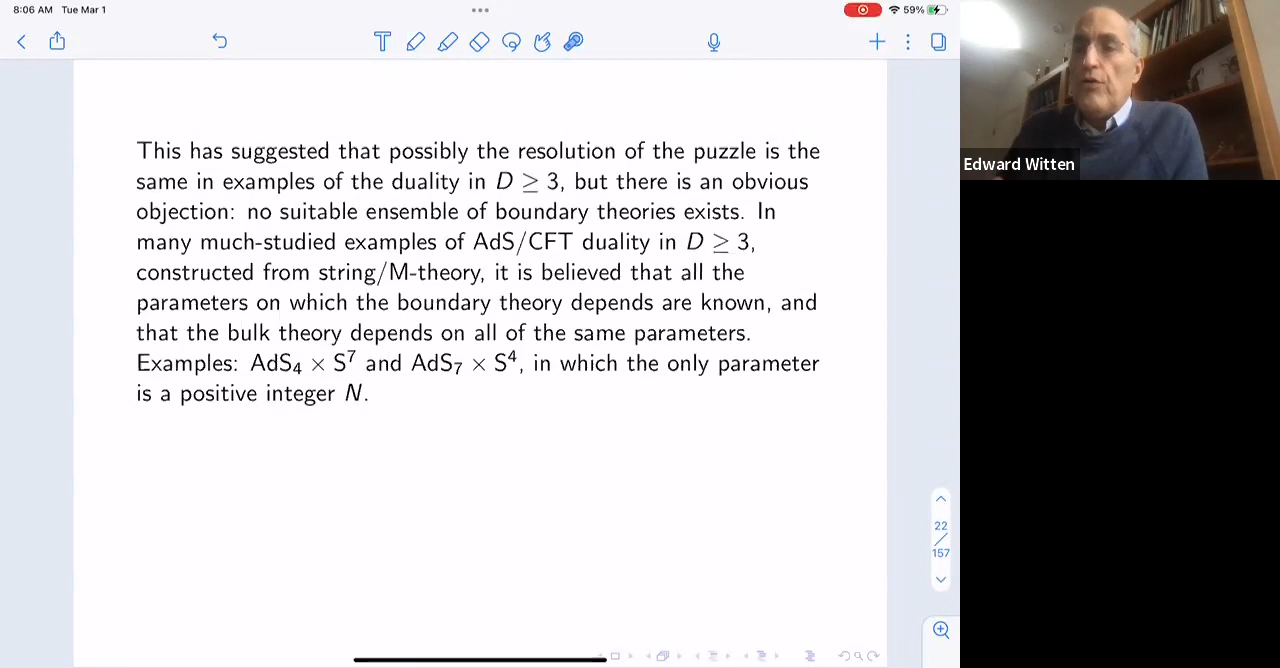 8:06 AM Tue Mar 1
59%
This has suggested that possibly the resolution of the puzzle is the
same in examples of the duality in D ≥ 3, but there is an obvious
objection: no suitable ensemble of boundary theories exists. In
many much-studied examples of AdS/CFT duality in D ≥ 3,
constructed from string/M-theory, it is believed that all the
parameters on which the boundary theory depends are known, and
that the bulk theory depends on all of the same parameters.
Examples: AdS₄ × S⁷ and AdS₇ × S⁴, in which the only parameter
is a positive integer N.
22
/
157
Edward Witten